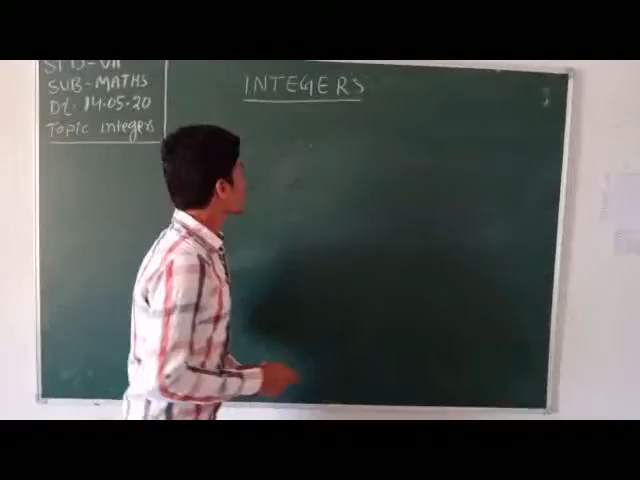 STD-VII
SUB-MATHS
Dt. 14.05.20
Topic integers
INTEGERS